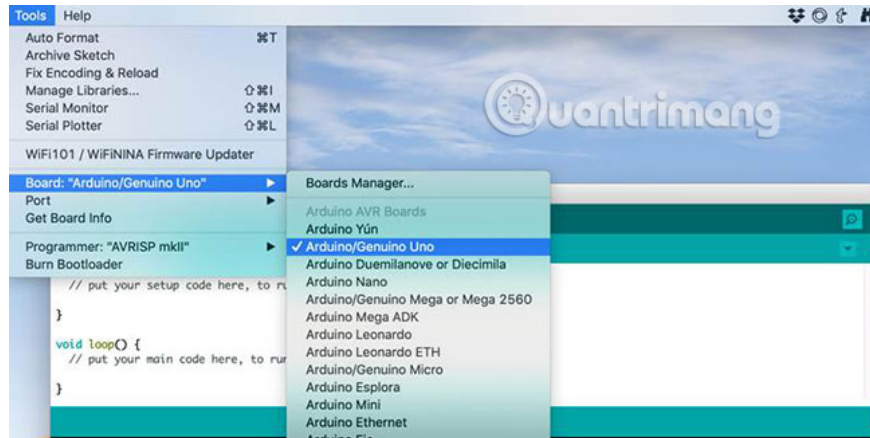 Tools Help
Auto Format ⌘T
Archive Sketch
Fix Encoding & Reload
Manage Libraries... ⇧⌘I
Serial Monitor ⇧⌘M
Serial Plotter ⇧⌘L
WiFi101 / WiFiNINA Firmware Updater
Board: "Arduino/Genuino Uno"
Port
Get Board Info
Programmer: "AVRISP mkII"
Burn Bootloader
Quantrimang
Boards Manager...
Arduino AVR Boards
Arduino Yún
✓ Arduino/Genuino Uno
Arduino Duemilanove or Diecimila
Arduino Nano
Arduino/Genuino Mega or Mega 2560
Arduino Mega ADK
Arduino Leonardo
Arduino Leonardo ETH
Arduino/Genuino Micro
Arduino Esplora
Arduino Mini
Arduino Ethernet
// put your setup code here, to
}
void loop() {
// put your main code here, to
}